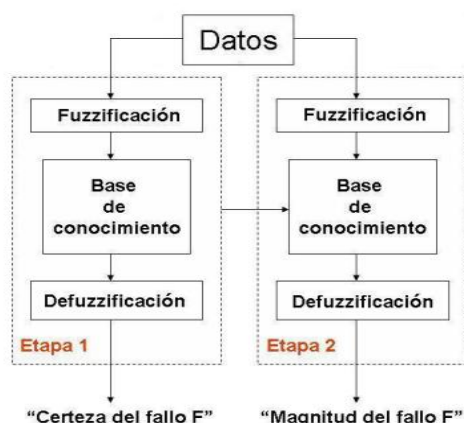 Datos
Fuzzificación
Base
de
conocimiento
Defuzzificación
Etapa 1
"Certeza del fallo F"
Fuzzificación
Base
de
conocimiento
Defuzzificación
Etapa 2
"Magnitud del fallo F"